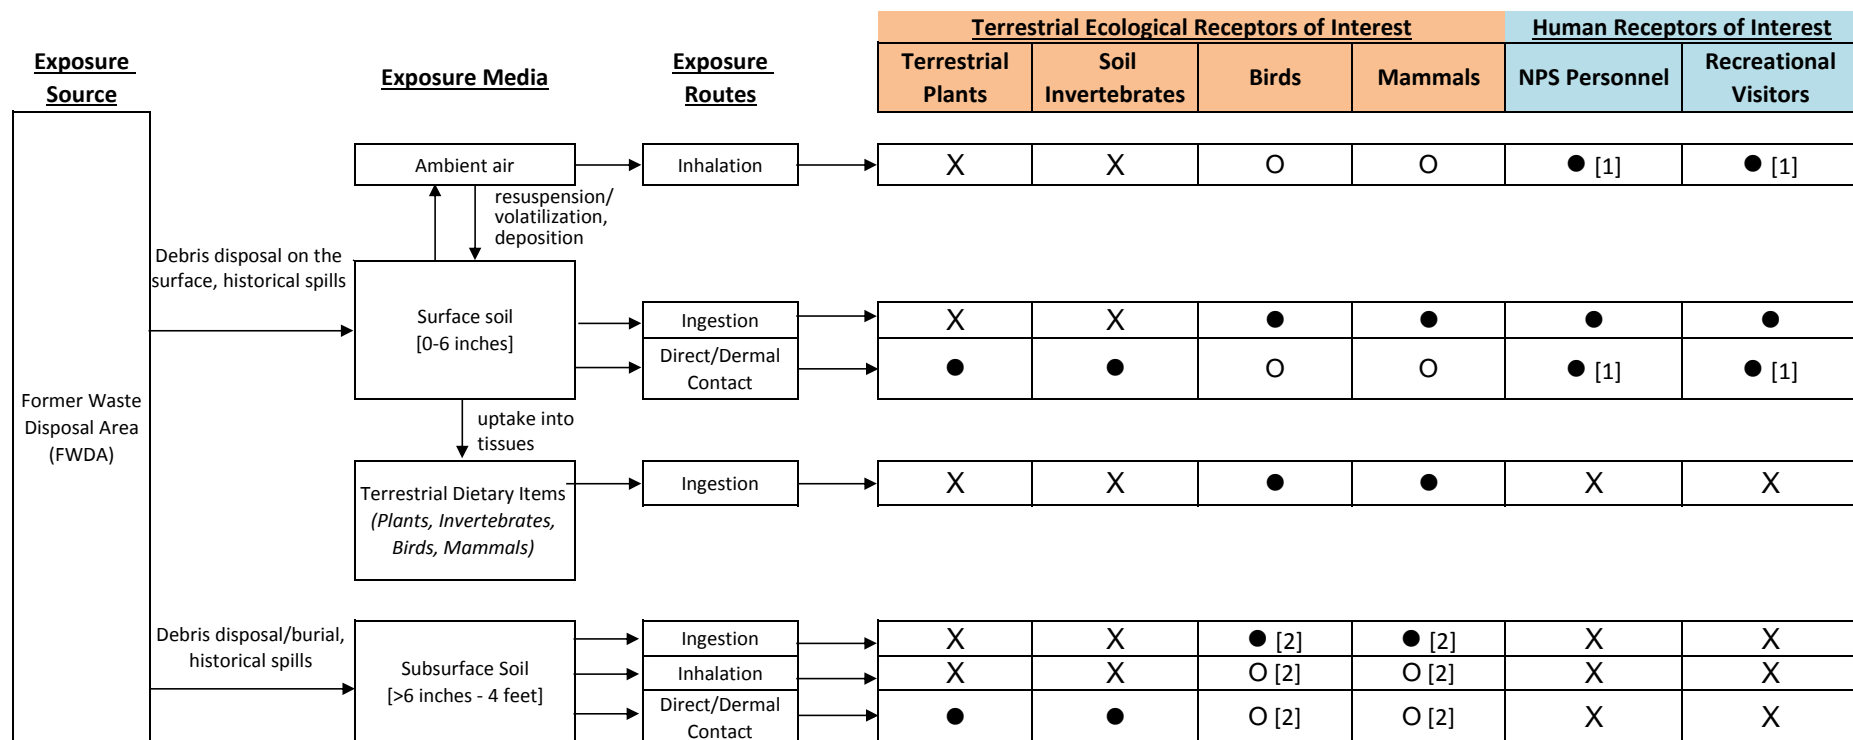 Terrestrial Ecological Receptors of Interest
Human Receptors of Interest
Exposure
Source
Exposure Media
Exposure
Routes
Terrestrial
Plants
Soil
Invertebrates
Birds
Mammals
NPS Personnel
Recreational
Visitors
Ambient air
Inhalation
X X O O ● [1] ● [1]
resuspension/
volatilization,
deposition
Debris disposal on the
surface, historical spills
Surface soil
[0-6 inches]
Ingestion
X X ● ● ● ●
Direct/Dermal
Contact
● ● O O ● [1] ● [1]
Former Waste
Disposal Area
(FWDA)
uptake into
tissues
Terrestrial Dietary Items
(Plants, Invertebrates,
Birds, Mammals)
Ingestion
X X ● ● X X
Debris disposal/burial,
historical spills
Subsurface Soil
[>6 inches - 4 feet]
Ingestion
X X ● [2] ● [2] X X
Inhalation
X X O [2] O [2] X X
Direct/Dermal
Contact
● ● O [2] O [2] X X